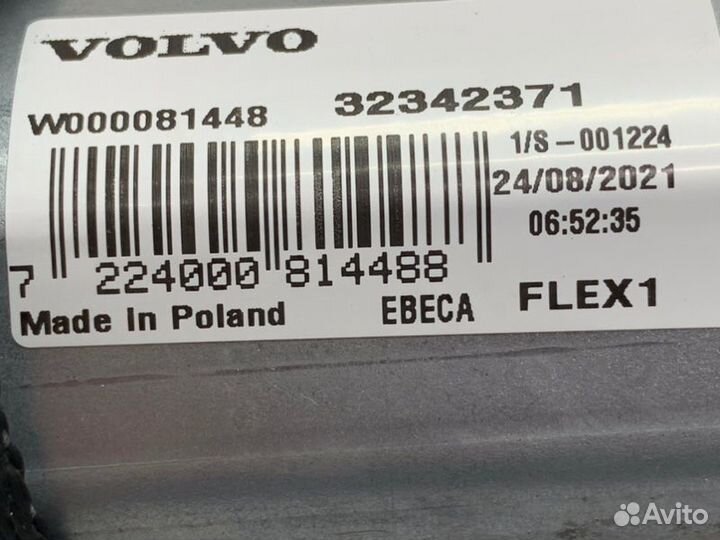 VOLVO
W000081448 32342371
1/S-001224
24/08/2021
06:52:35
7 224000 814488
Made In Poland EBECA FLEX1
Avito